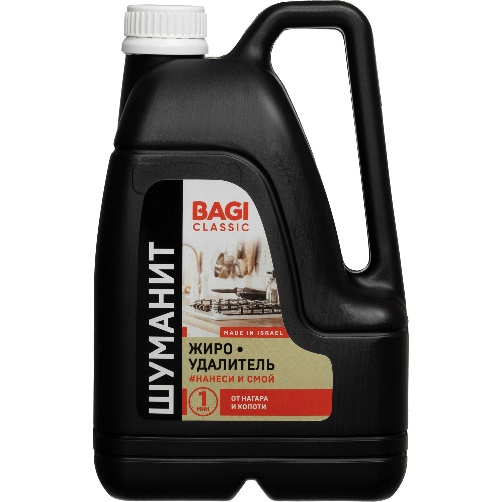 ШУМАНИТ
BAGI
CLASSIC
MADE IN ISRAEL
ЖИРО •
УДАЛИТЕЛЬ
#НАНЕСИ И СМОЙ
1
МИН
ОТ НАГАРА
И КОПОТИ